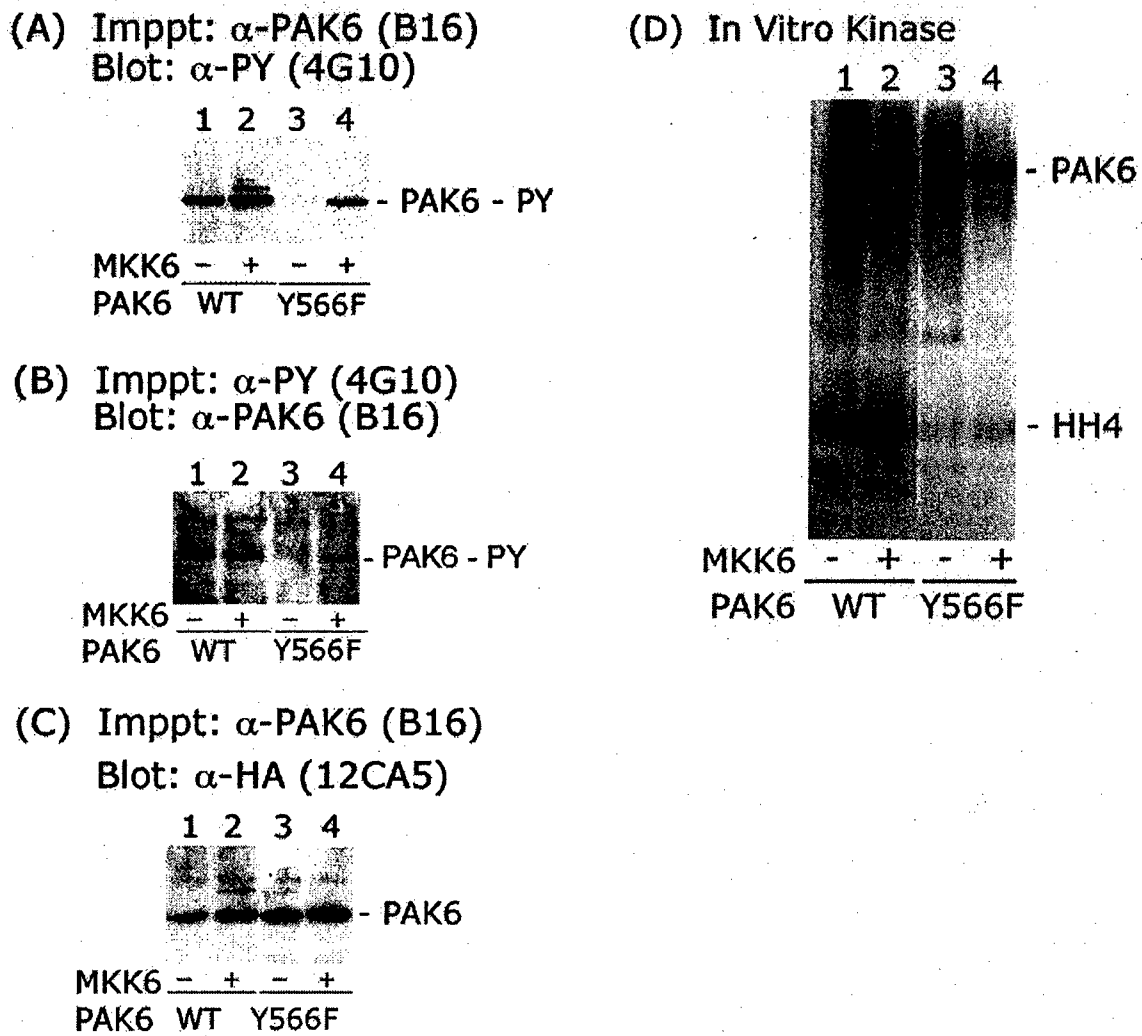 (A) Imppt: α-PAK6 (B16)
Blot: α-PY (4G10)
1 2 3 4
- PAK6 - PY
MKK6 - + - +
PAK6 WT Y566F
(B) Imppt: α-PY (4G10)
Blot: α-PAK6 (B16)
1 2 3 4
- PAK6 - PY
MKK6 - + - +
PAK6 WT Y566F
(C) Imppt: α-PAK6 (B16)
Blot: α-HA (12CA5)
1 2 3 4
- PAK6
MKK6 - + - +
PAK6 WT Y566F
(D) In Vitro Kinase
1 2 3 4
- PAK6
- HH4
MKK6 - + - +
PAK6 WT Y566F